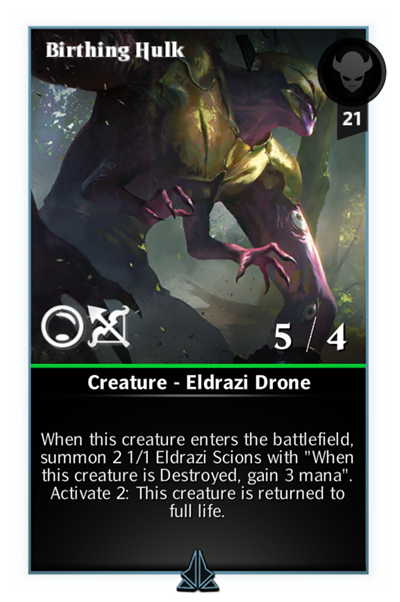 Birthing Hulk
21
5 / 4
Creature - Eldrazi Drone
When this creature enters the battlefield,
summon 2 1/1 Eldrazi Scions with "When
this creature is Destroyed, gain 3 mana".
Activate 2: This creature is returned to
full life.